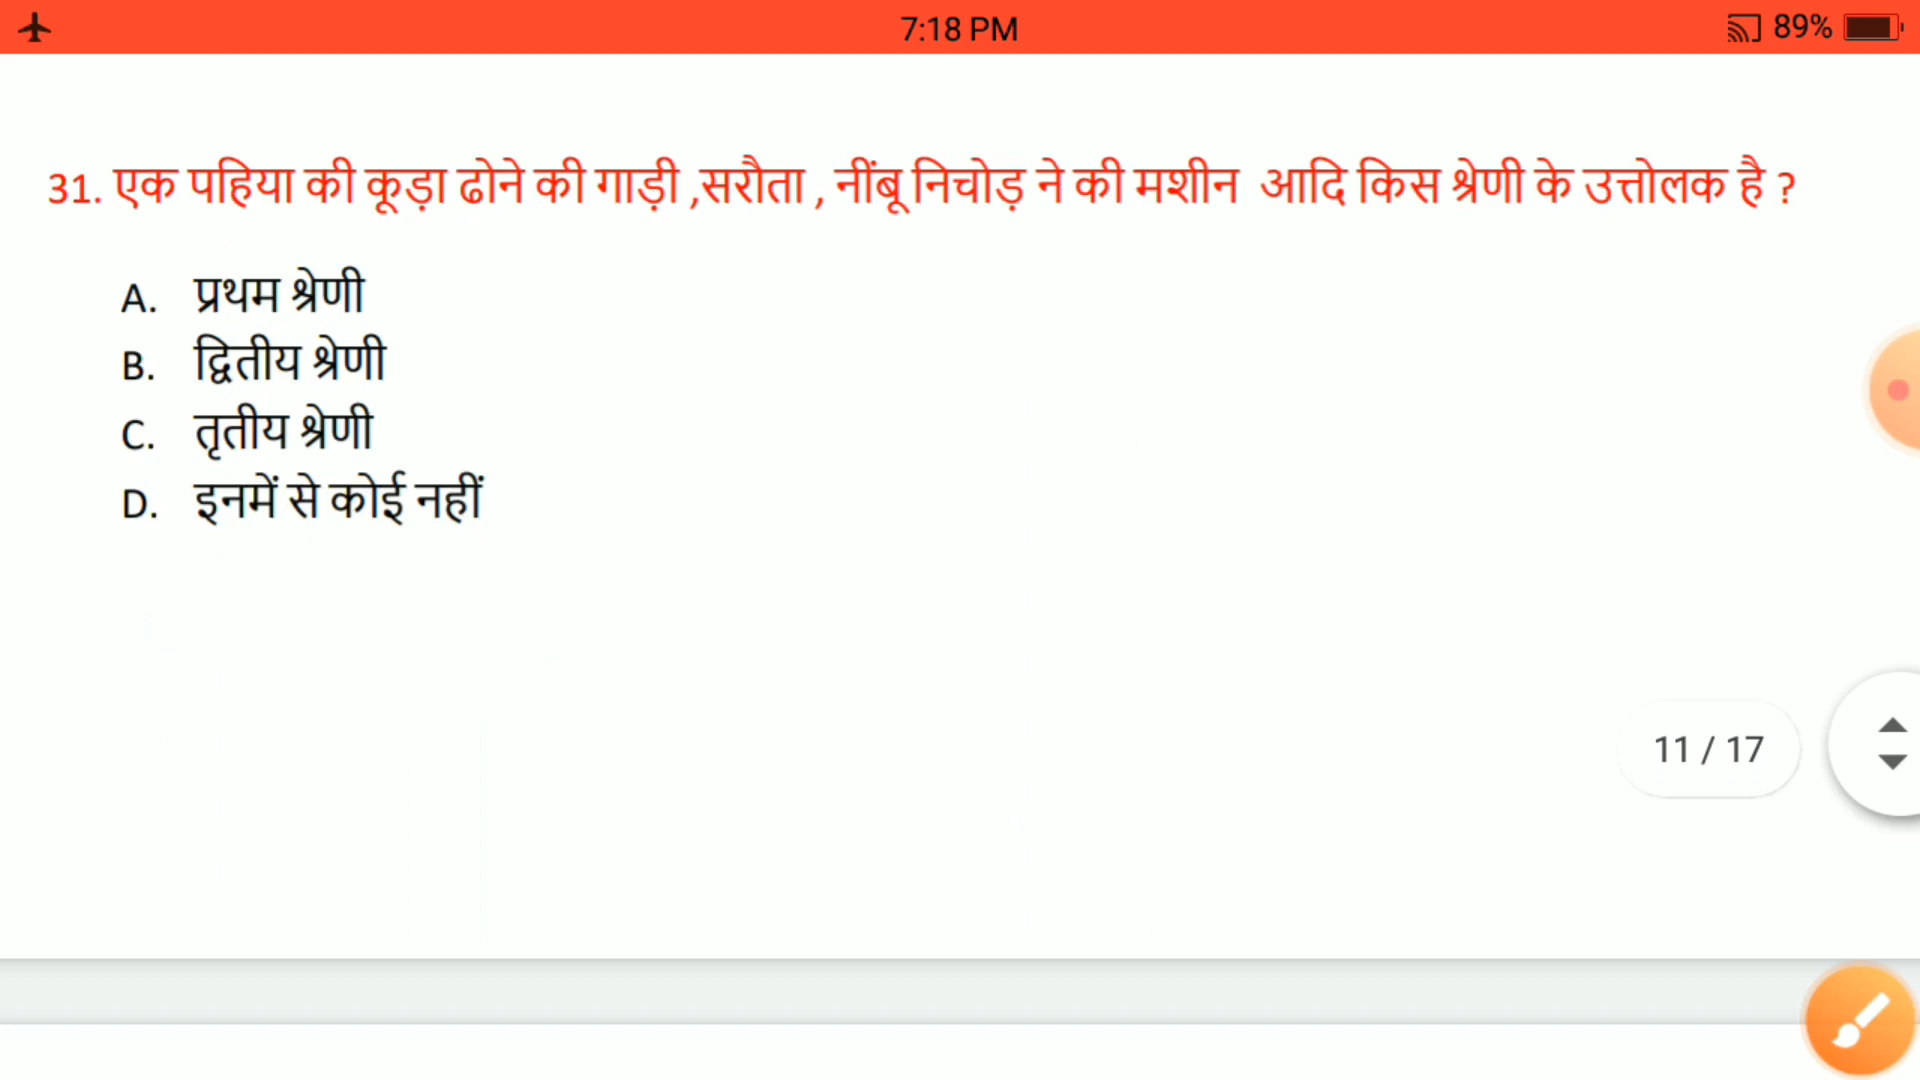 7:18 PM
89%
31. एक पहिया की कूड़ा ढोने की गाड़ी ,सरौता , नींबू निचोड़ ने की मशीन आदि किस श्रेणी के उत्तोलक है ?
A. प्रथम श्रेणी
B. द्वितीय श्रेणी
C. तृतीय श्रेणी
D. इनमें से कोई नहीं
11 / 17